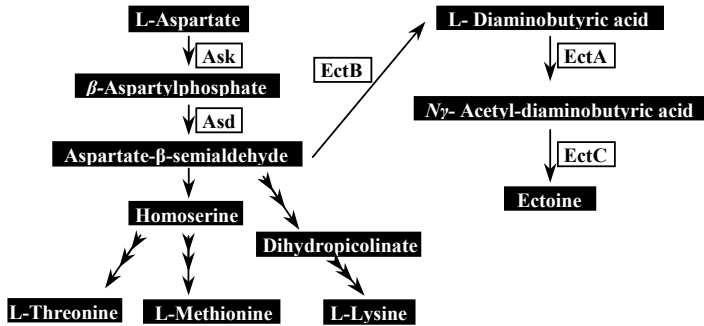 L-Aspartate
Ask
β-Aspartylphosphate
Asd
Aspartate-β-semialdehyde
Homoserine
Dihydropicolinate
L-Threonine
L-Methionine
L-Lysine
EctB
L- Diaminobutyric acid
EctA
Nγ- Acetyl-diaminobutyric acid
EctC
Ectoine